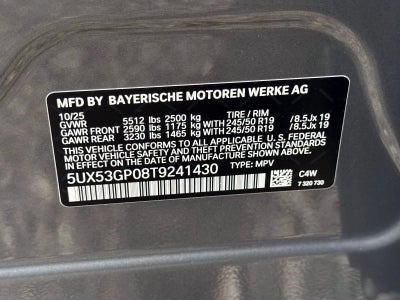 MFD BY BAYERISCHE MOTOREN WERKE AG
10/25 5512 lbs 2500 kg TIRE / RIM
GVWR
GAWR FRONT 2590 lbs 1175 kg WITH 245/50 R19 /8.5Jx 19
GAWR REAR 3230 lbs 1465 kg WITH 245/50 R19 /8.5Jx 19
THIS VEHICLE CONFORMS TO ALL APPLICABLE U.S. FEDERAL
MOTOR VEHICLE SAFETY AND THEFT PREVENTION STANDARDS
IN EFFECT ON THE DATE OF MANUFACTURE SHOWN ABOVE.
5UX53GP08T9241430 TYPE: MPV C4W
7 320 730